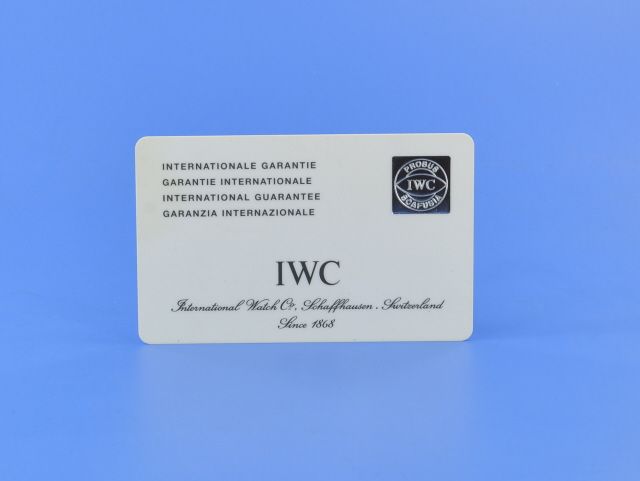 INTERNATIONALE GARANTIE
GARANTIE INTERNATIONALE
INTERNATIONAL GUARANTEE
GARANZIA INTERNAZIONALE
PROBUS
IWC
SCAFUSIA
IWC
International Watch Co., Schaffhausen . Switzerland
Since 1868